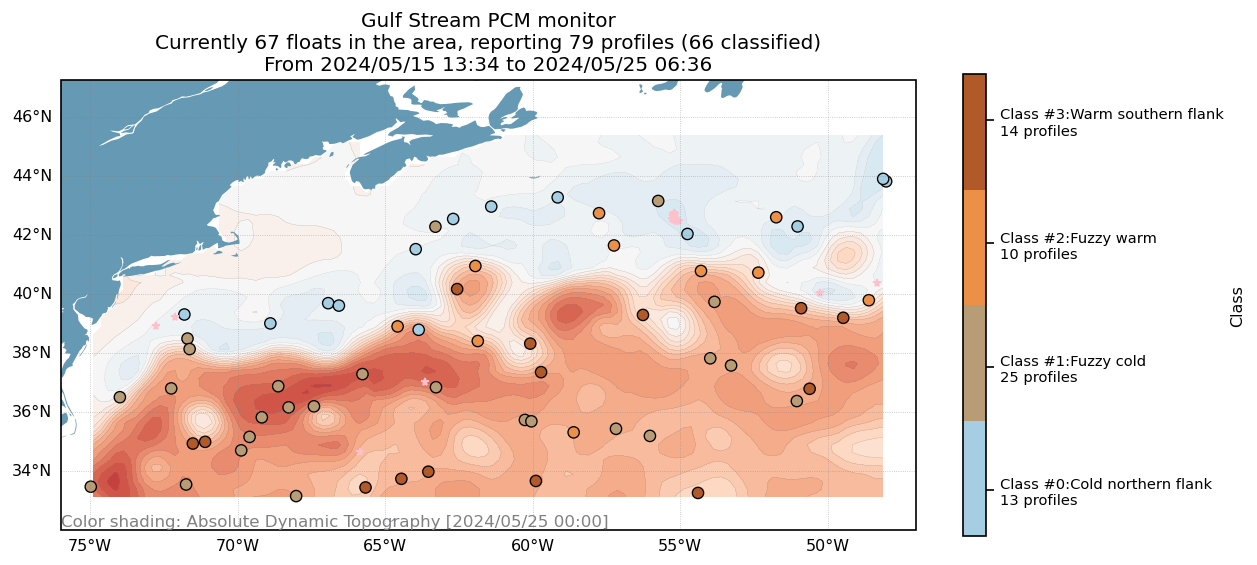 Gulf Stream PCM monitor
Currently 67 floats in the area, reporting 79 profiles (66 classified)
From 2024/05/15 13:34 to 2024/05/25 06:36
46°N
44°N
42°N
40°N
38°N
36°N
34°N
Color shading: Absolute Dynamic Topography [2024/05/25 00:00]
75°W
70°W
65°W
60°W
55°W
50°W
Class #3:Warm southern flank
14 profiles
Class #2:Fuzzy warm
10 profiles
Class #1:Fuzzy cold
25 profiles
Class #0:Cold northern flank
13 profiles
Class